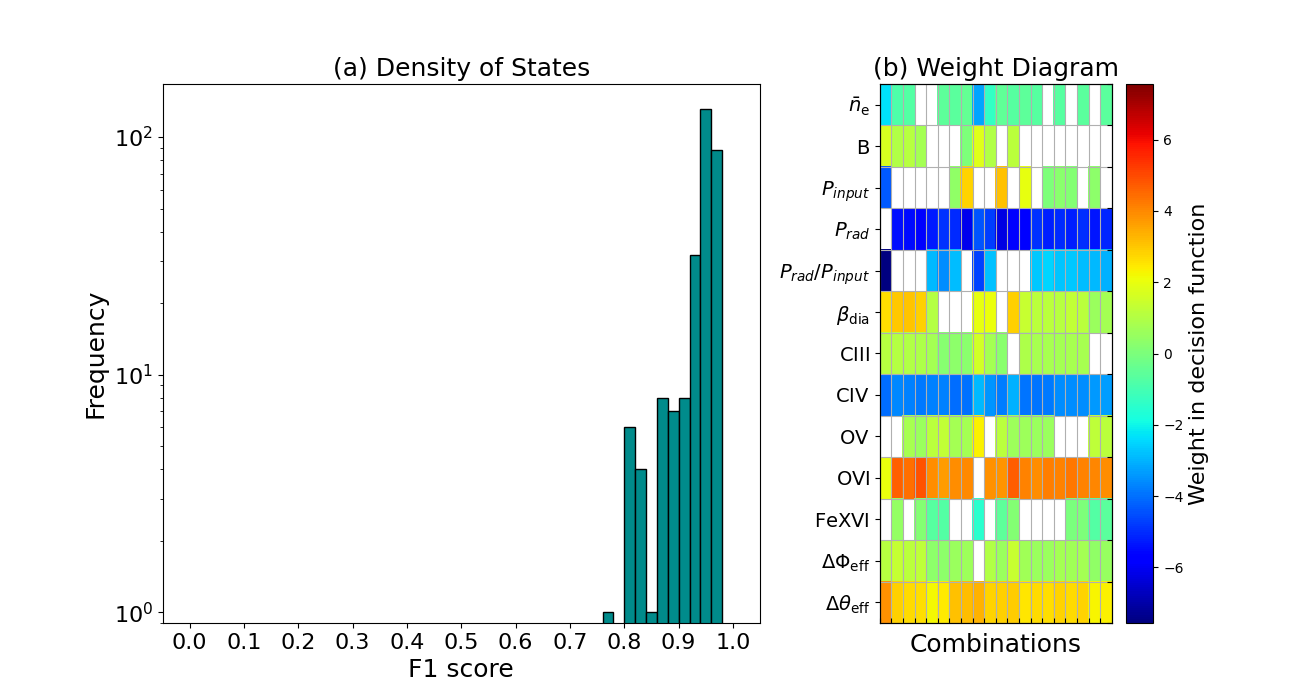 (a) Density of States
Frequency
10²
10¹
10⁰
0.0 0.1 0.2 0.3 0.4 0.5 0.6 0.7 0.8 0.9 1.0
F1 score
(b) Weight Diagram
n̄e
B
Pinput
Prad
Prad/Pinput
βdia
CIII
CIV
OV
OVI
FeXVI
ΔΦeff
Δθeff
Combinations
6
4
2
0
−2
−4
−6
Weight in decision function